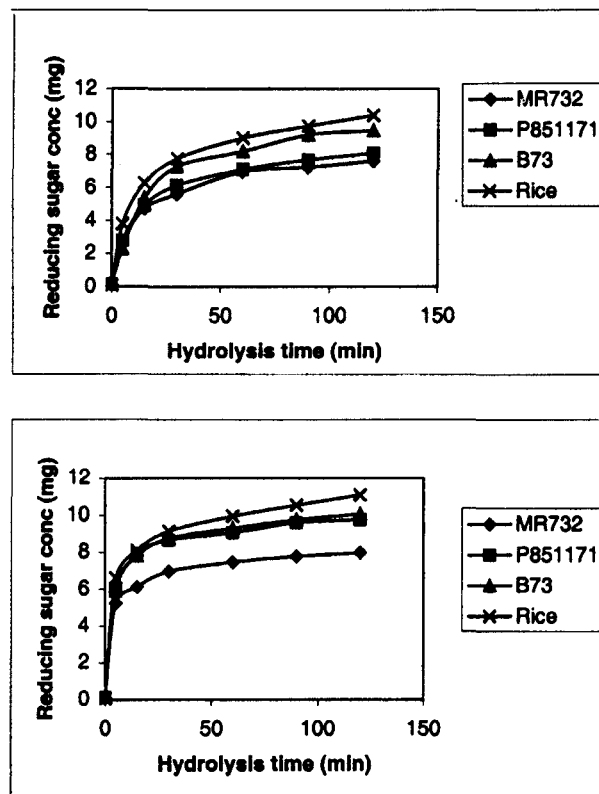 Reducing sugar conc (mg)
12
10
8
6
4
2
0
0 50 100 150
Hydrolysis time (min)
MR732
P851171
B73
Rice
Reducing sugar conc (mg)
12
10
8
6
4
2
0
0 50 100 150
Hydrolysis time (min)
MR732
P851171
B73
Rice